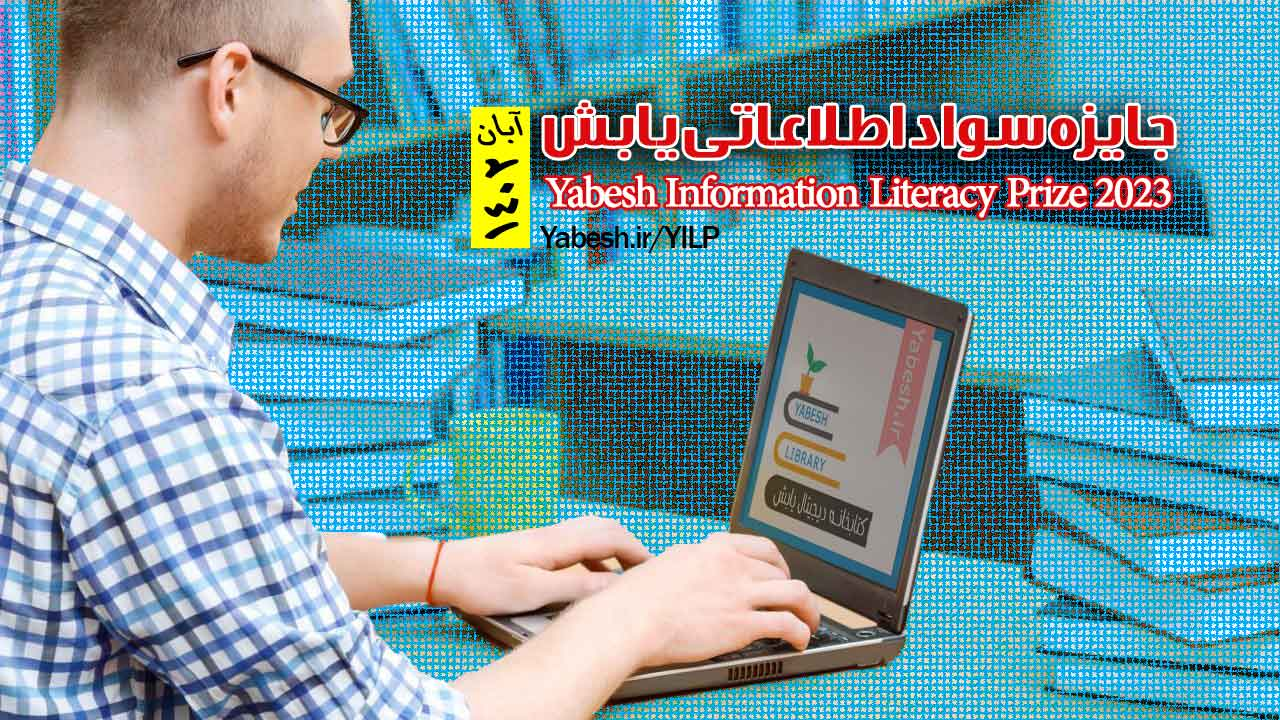 جایزه سواد اطلاعاتی یابش
آبان
۱۴۰۲
Yabesh Information Literacy Prize 2023
Yabesh.ir/YILP
Yabesh.ir
YABESH
LIBRARY
کتابخانه دیجیتال یابش